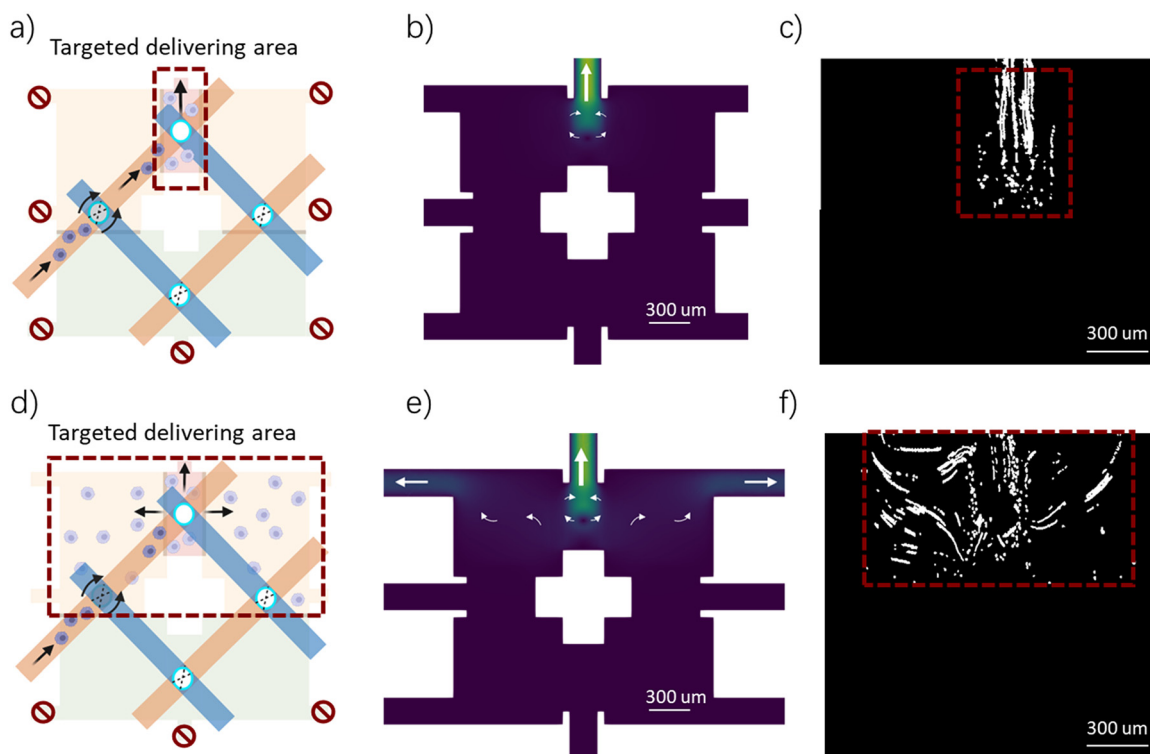 a)
Targeted delivering area
b)
300 um
c)
300 um
d)
Targeted delivering area
e)
300 um
f)
300 um